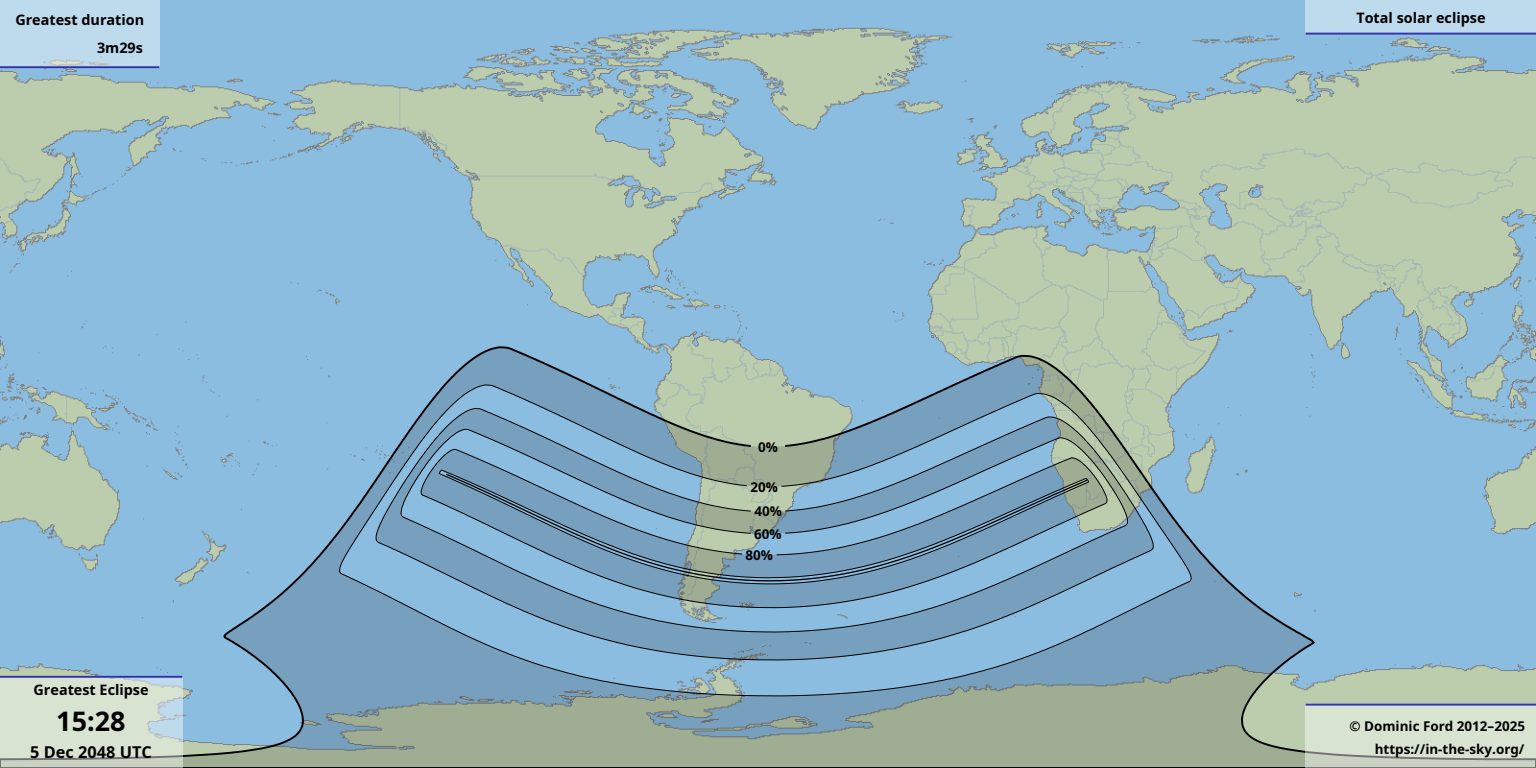 Greatest duration
3m29s
Total solar eclipse
0%
20%
40%
60%
80%
Greatest Eclipse
15:28
5 Dec 2048 UTC
© Dominic Ford 2012–2025
https://in-the-sky.org/